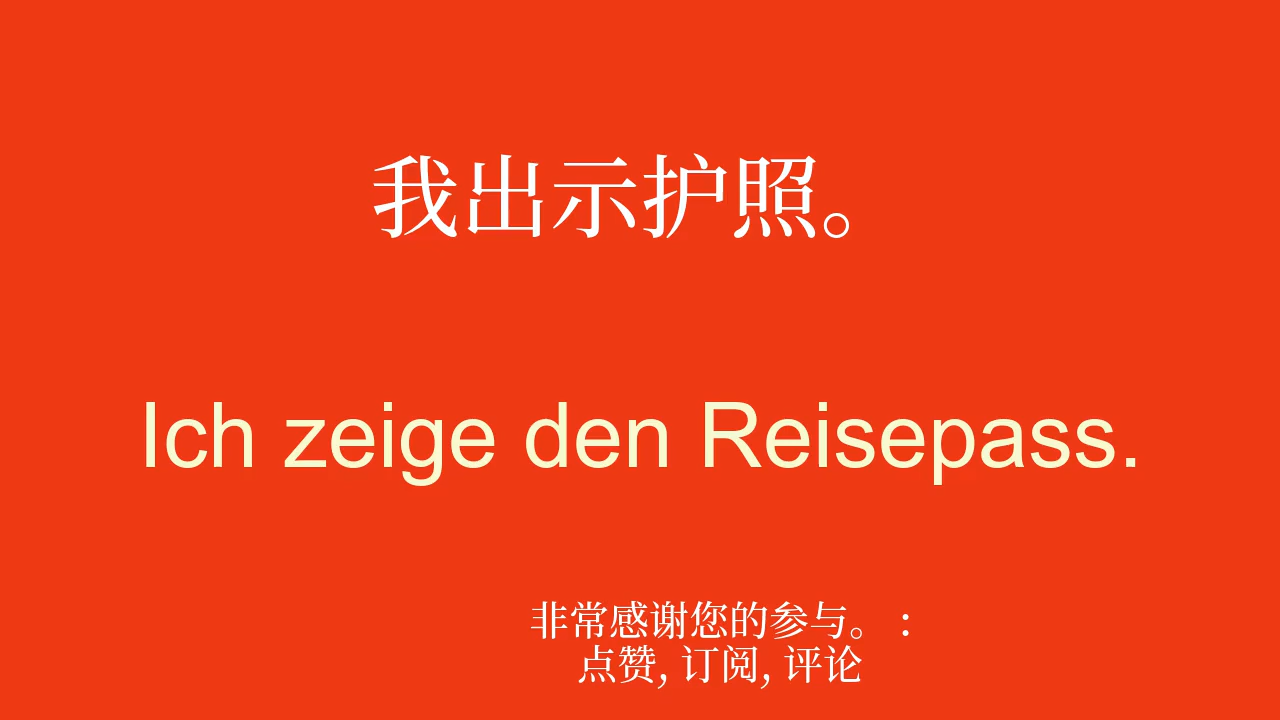 我出示护照。
Ich zeige den Reisepass.
非常感谢您的参与。 :
点赞, 订阅, 评论